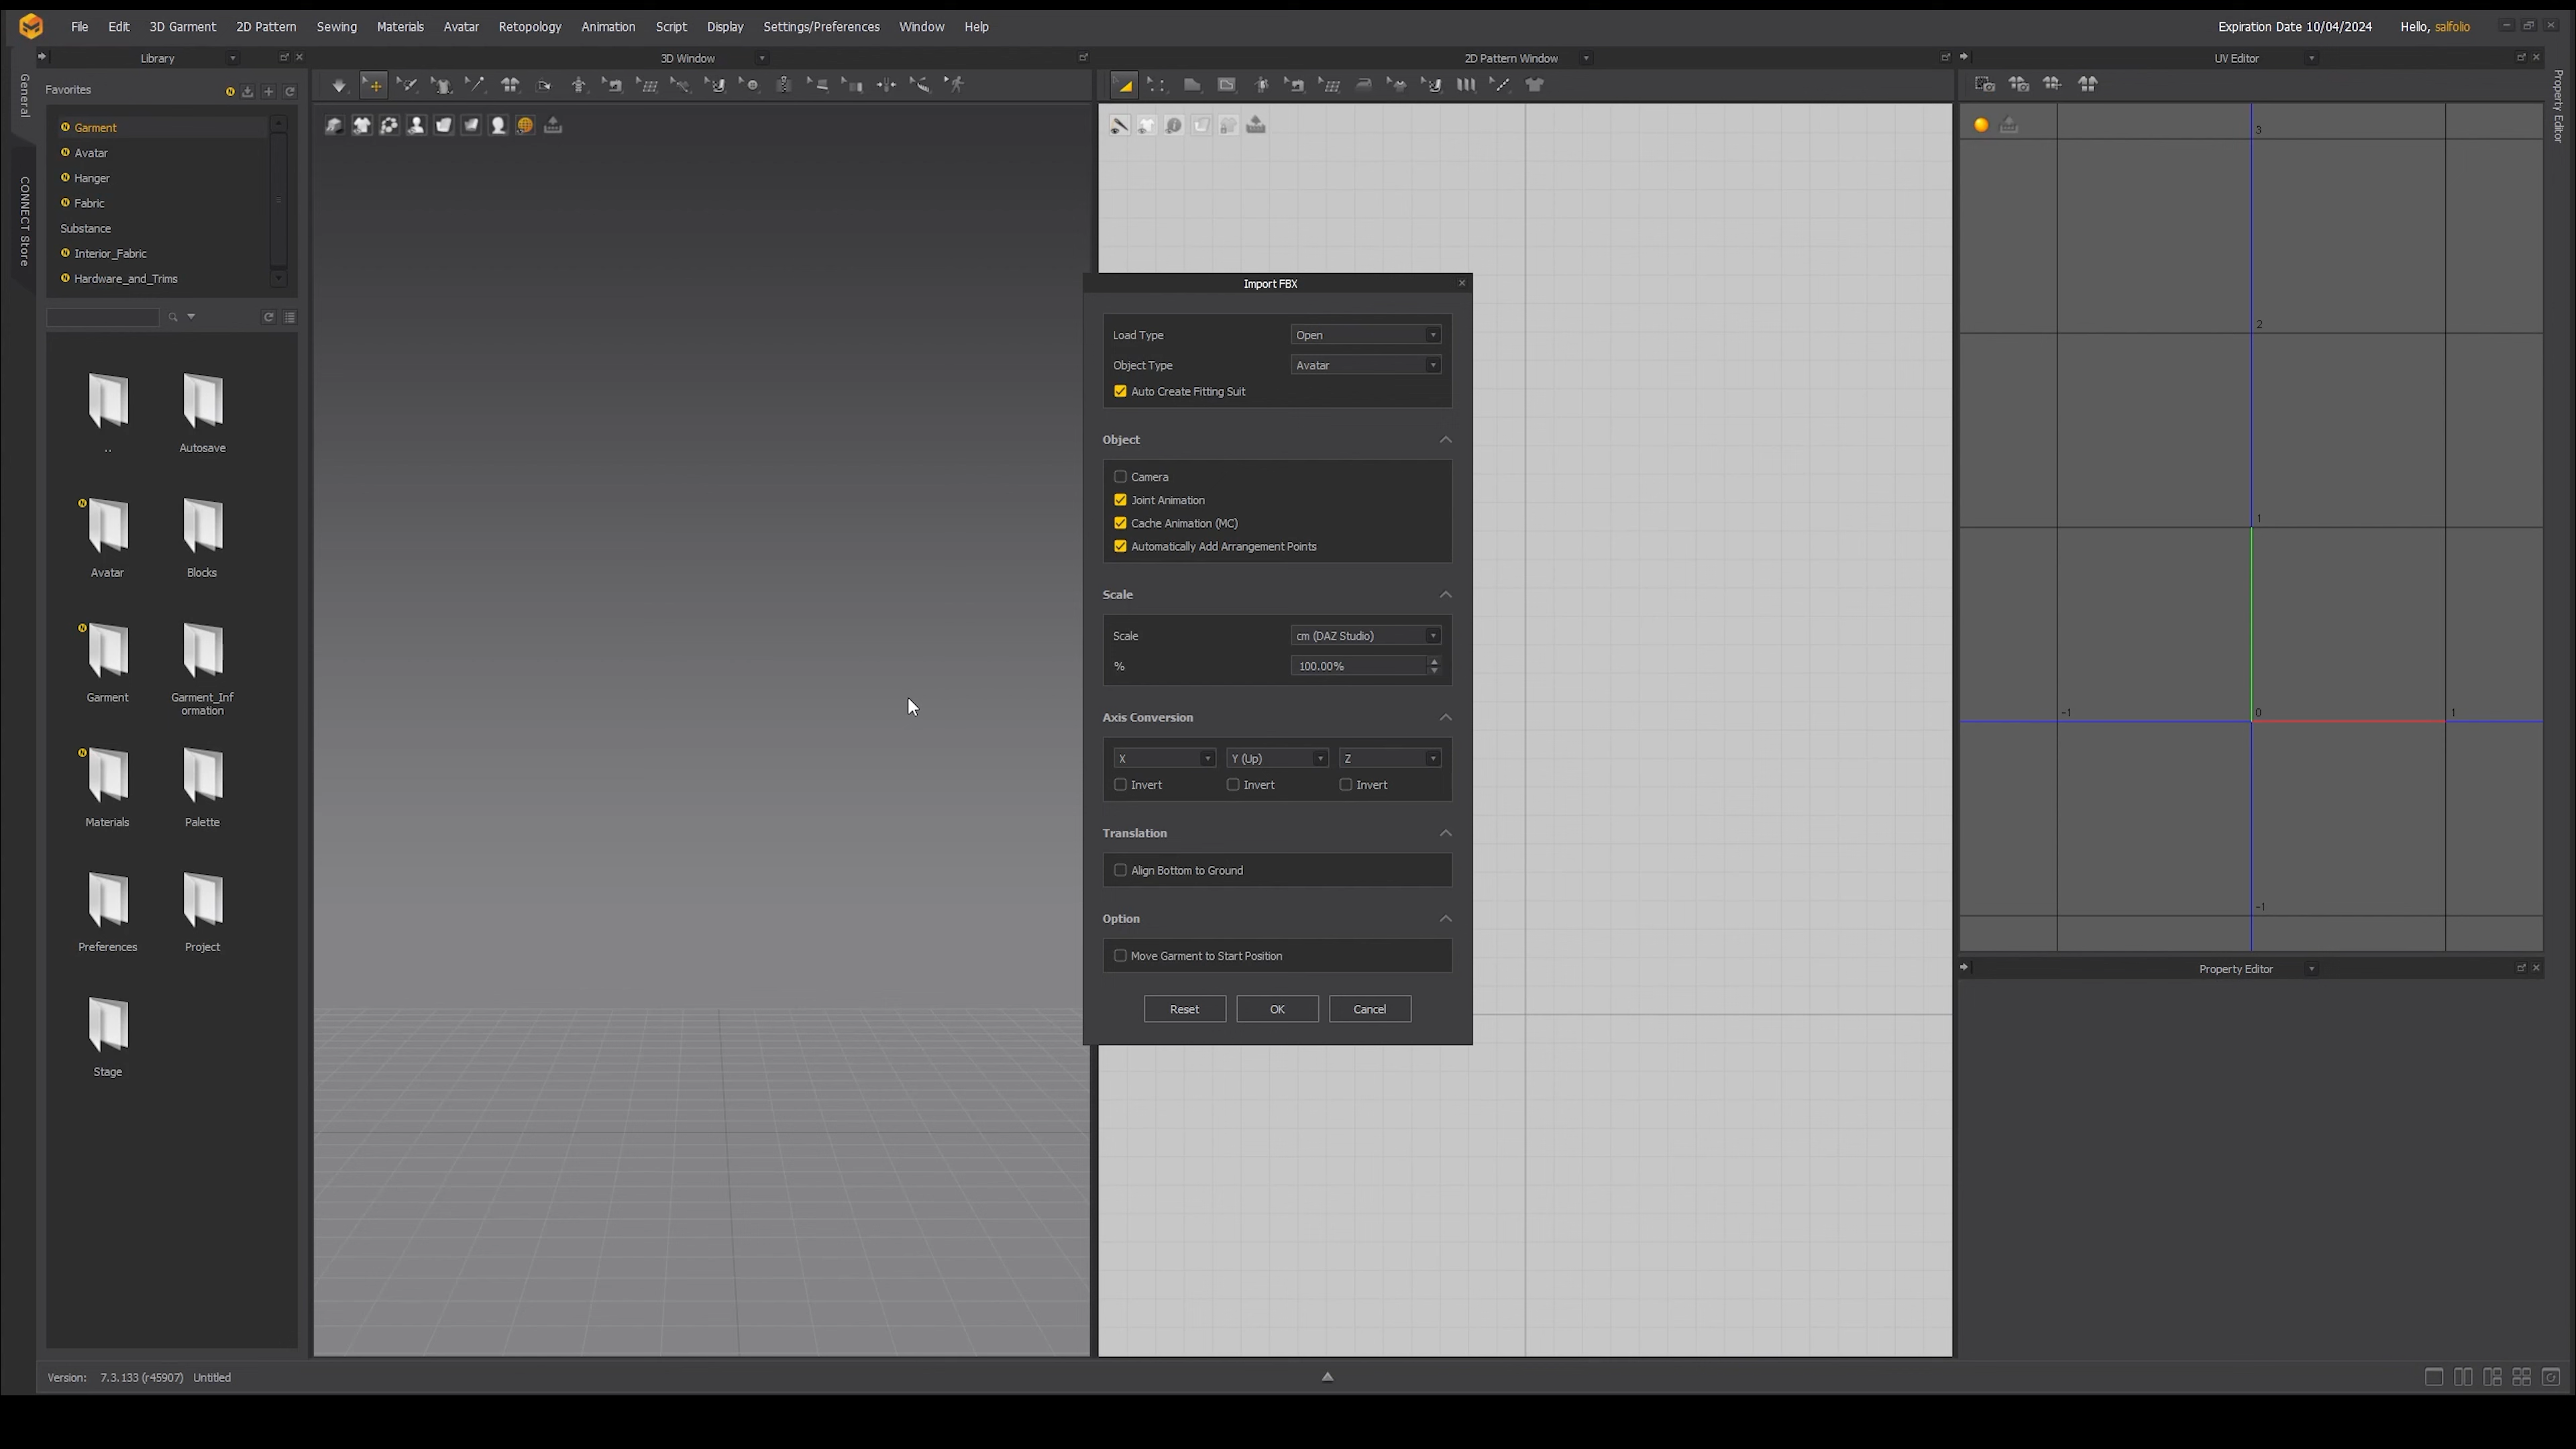 File Edit 3D Garment 2D Pattern Sewing Materials Avatar Retopology Animation Script Display Settings/Preferences Window Help
Expiration Date 10/04/2024 Hello, salfolio
Library
3D Window
2D Pattern Window
UV Editor
General
CONNECT Store
Property Editor
Favorites
N
N Garment
N Avatar
N Hanger
N Fabric
Substance
N Interior_Fabric
N Hardware_and_Trims
..
Autosave
N
Avatar
Blocks
N
Garment
Garment_Inf
ormation
N
Materials
Palette
Preferences
Project
Stage
Import FBX
Load Type Open
Object Type Avatar
Auto Create Fitting Suit
Object
Camera
Joint Animation
Cache Animation (MC)
Automatically Add Arrangement Points
Scale
Scale cm (DAZ Studio)
% 100.00%
Axis Conversion
X Y (Up) Z
Invert Invert Invert
Translation
Align Bottom to Ground
Option
Move Garment to Start Position
Reset OK Cancel
3
2
1
-1 0 1
-1
Property Editor
Version: 7.3.133 (r45907) Untitled